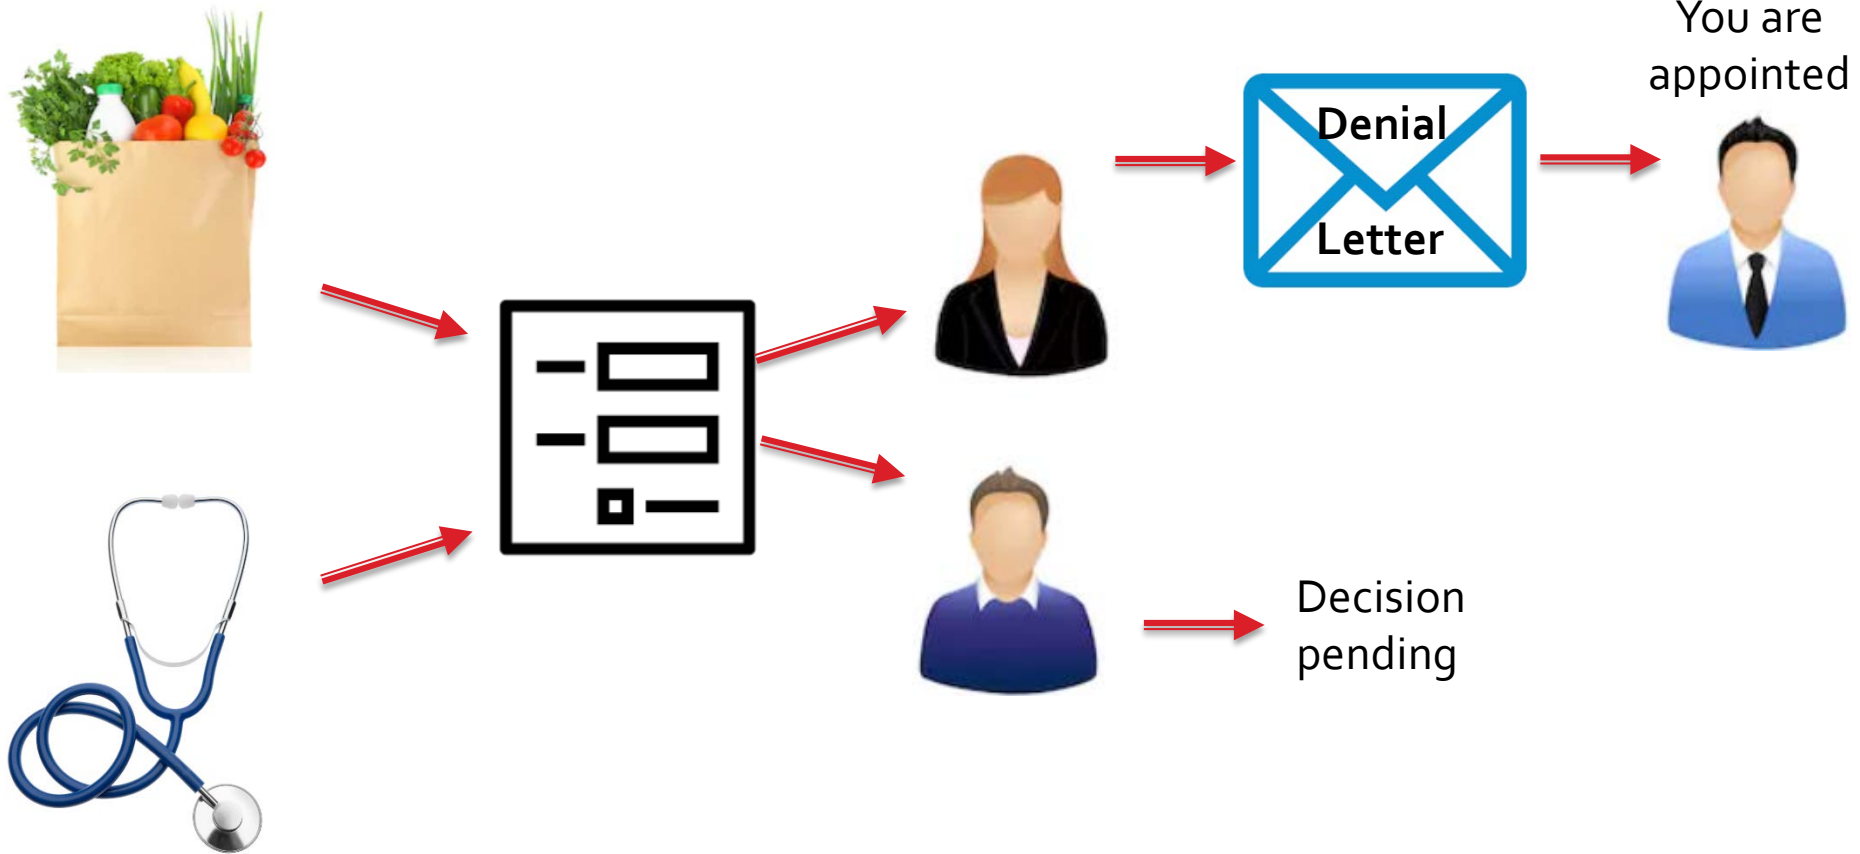 You are
appointed
Denial
Letter
Decision
pending